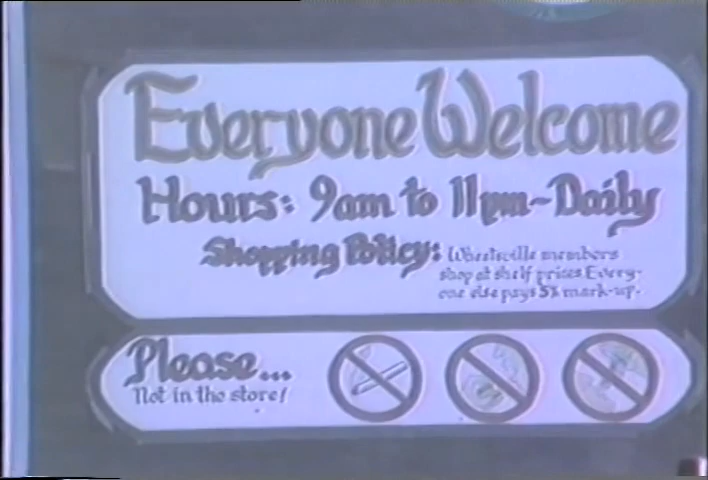 Everyone Welcome
Hours: 9am to 11pm-Daily
Shopping Policy: Wheatsville members
shop at shelf prices. Every-
one else pays 5% mark-up.
Please...
Not in the store!